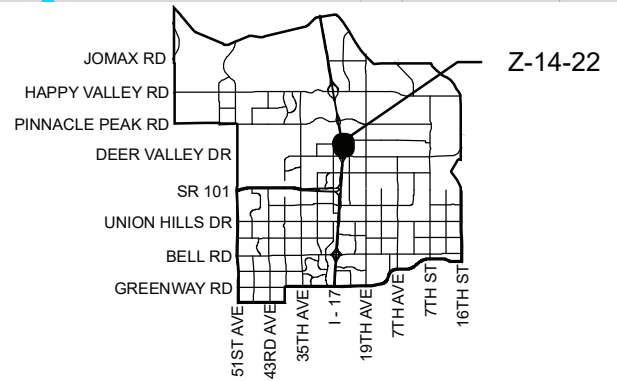 JOMAX RD
Z-14-22
HAPPY VALLEY RD
PINNACLE PEAK RD
DEER VALLEY DR
SR 101
UNION HILLS DR
BELL RD
GREENWAY RD
51ST AVE
43RD AVE
35TH AVE
I - 17
19TH AVE
7TH AVE
7TH ST
16TH ST